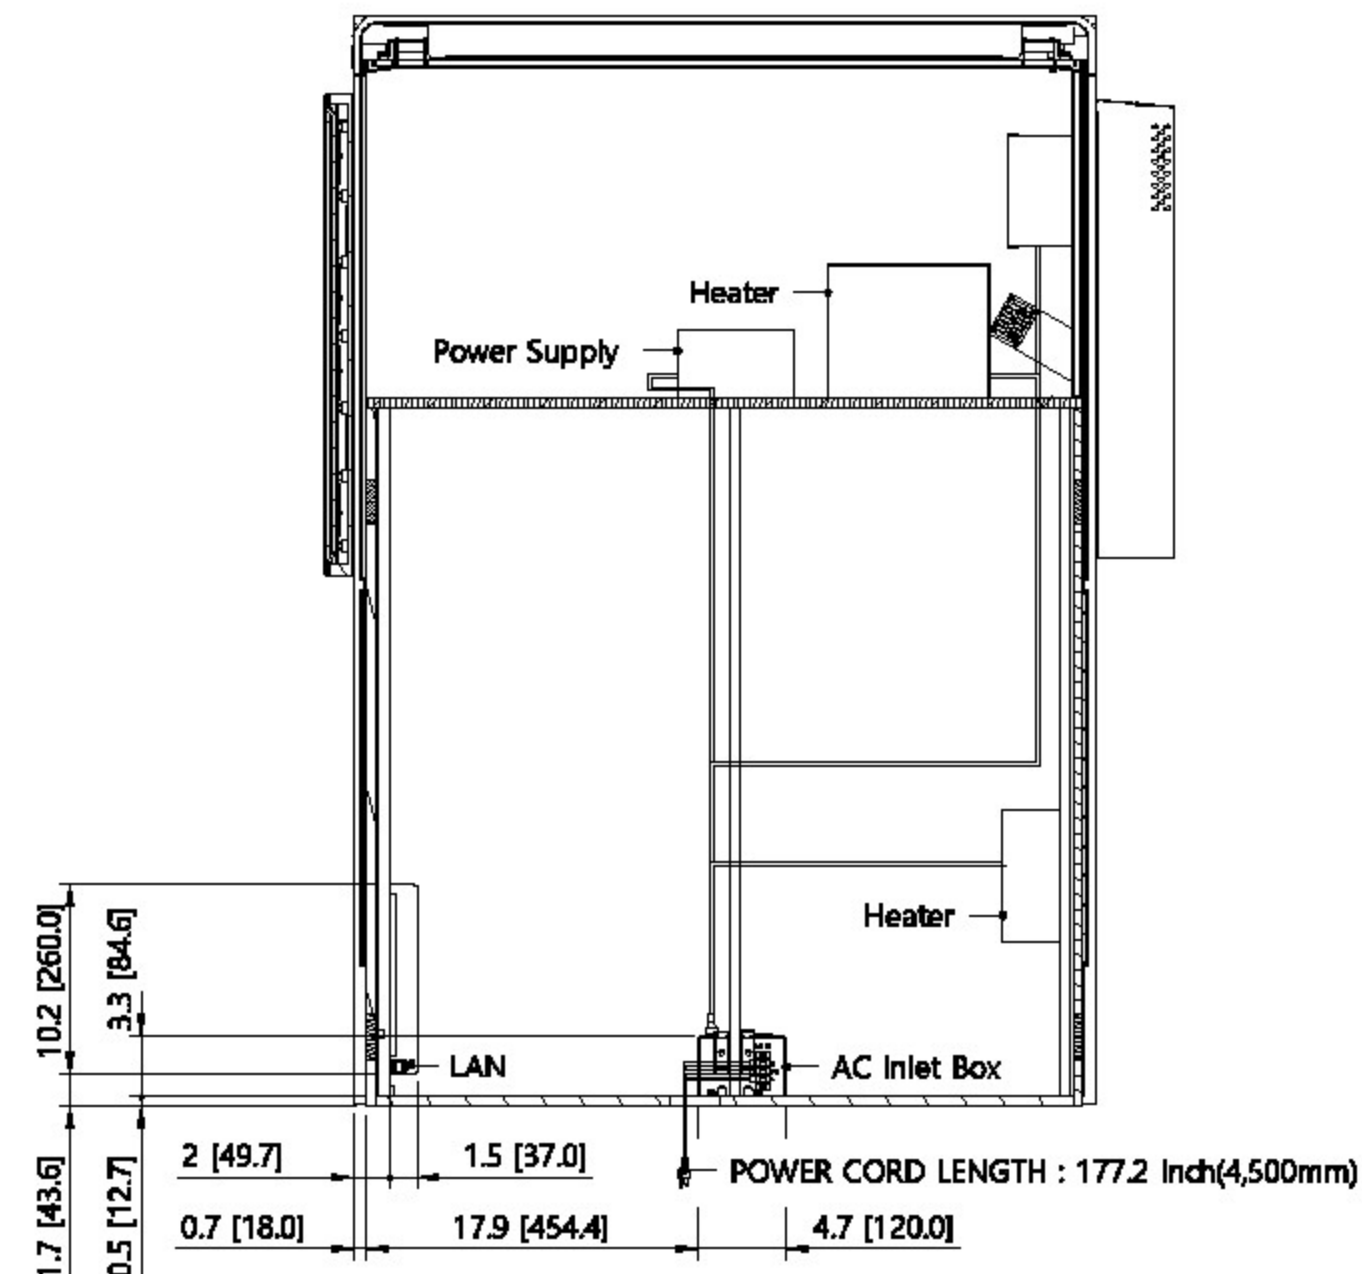 Heater
Power Supply
Heater
10.2 [260.0]
3.3 [84.6]
LAN
AC Inlet Box
2 [49.7]
1.5 [37.0]
POWER CORD LENGTH : 177.2 Inch(4,500mm)
1.7 [43.6]
0.5 [12.7]
0.7 [18.0]
17.9 [454.4]
4.7 [120.0]